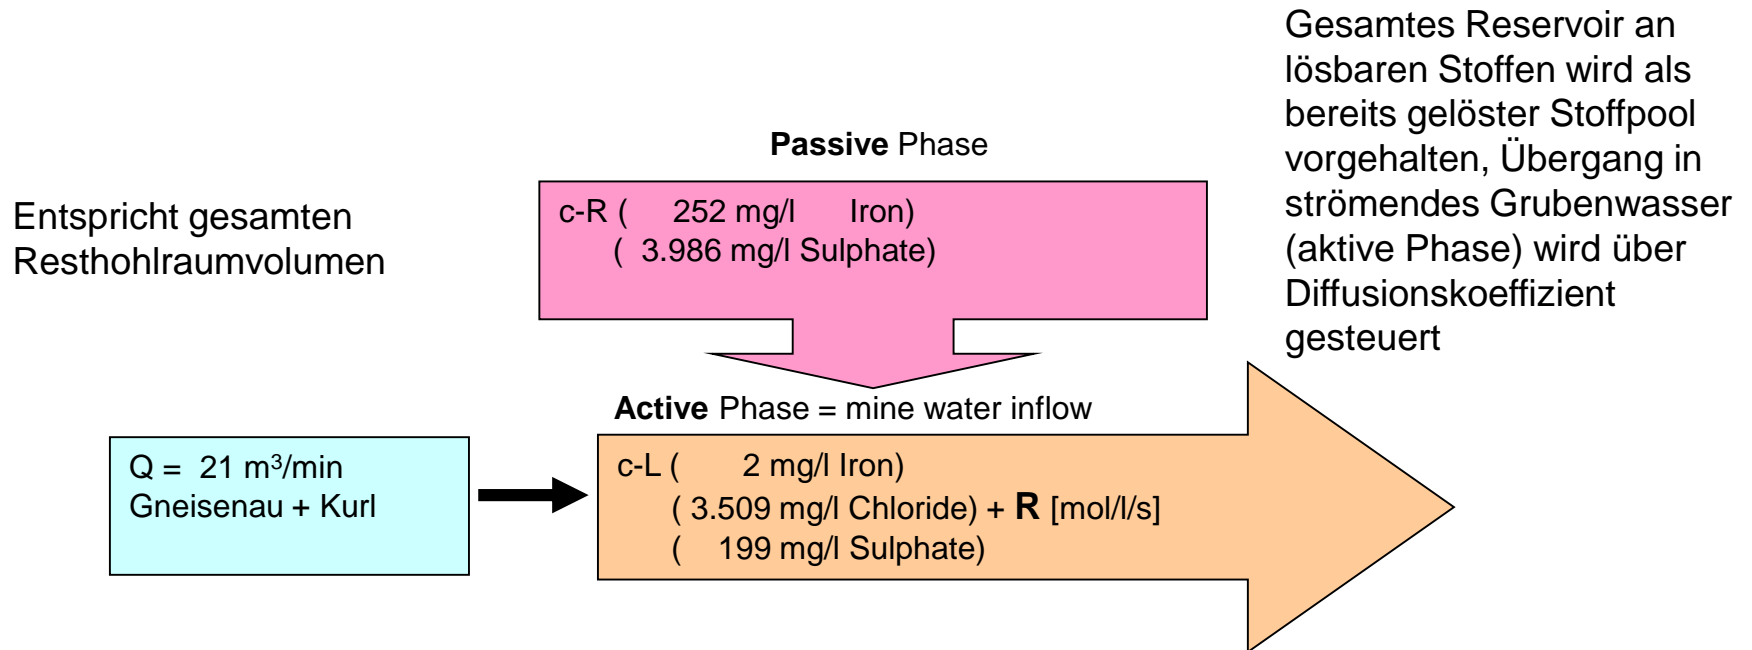 Gesamtes Reservoir an
lösbaren Stoffen wird als
bereits gelöster Stoffpool
vorgehalten, Übergang in
strömendes Grubenwasser
(aktive Phase) wird über
Diffusionskoeffizient
gesteuert
Passive Phase
Entspricht gesamten
Resthohlraumvolumen
c-R ( 252 mg/l Iron)
( 3.986 mg/l Sulphate)
Active Phase = mine water inflow
Q = 21 m³/min
Gneisenau + Kurl
c-L ( 2 mg/l Iron)
( 3.509 mg/l Chloride) + R [mol/l/s]
( 199 mg/l Sulphate)